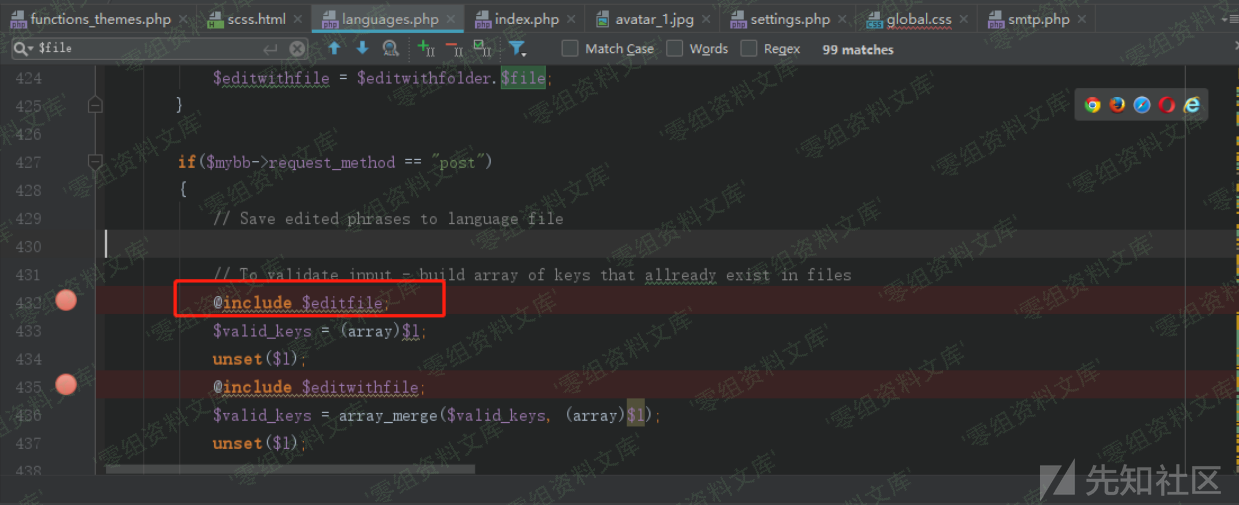 functions_themes.php × scss.html × languages.php × index.php × avatar_1.jpg × settings.php × global.css × smtp.php ×
$file Match Case Words Regex 99 matches
424 $editwithfile = $editwithfolder.$file;
425 }
426
427 if($mybb->request_method == "post")
428 {
429 // Save edited phrases to language file
430
431 // To validate input - build array of keys that allready exist in files
432 @include $editfile;
433 $valid_keys = (array)$l;
434 unset($l);
435 @include $editwithfile;
436 $valid_keys = array_merge($valid_keys, (array)$l);
437 unset($l);
438
'零组资料文库'
先知社区